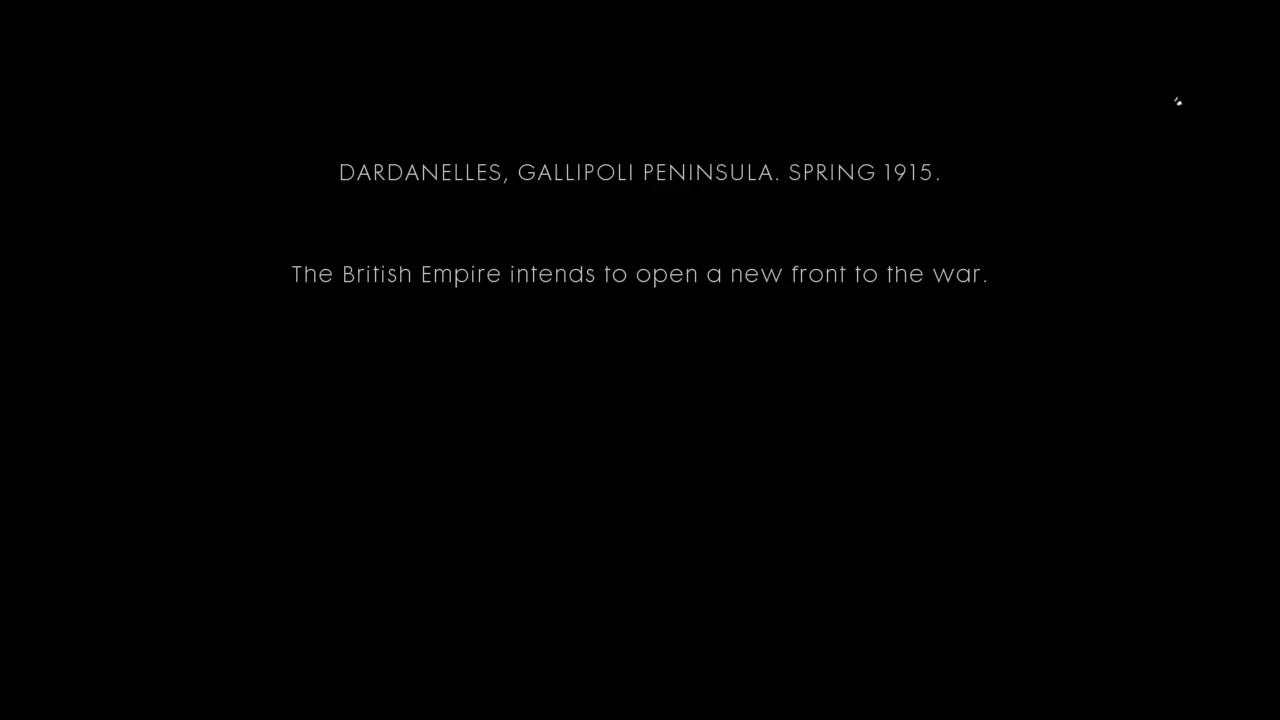 DARDANELLES, GALLIPOLI PENINSULA. SPRING 1915.
The British Empire intends to open a new front to the war.